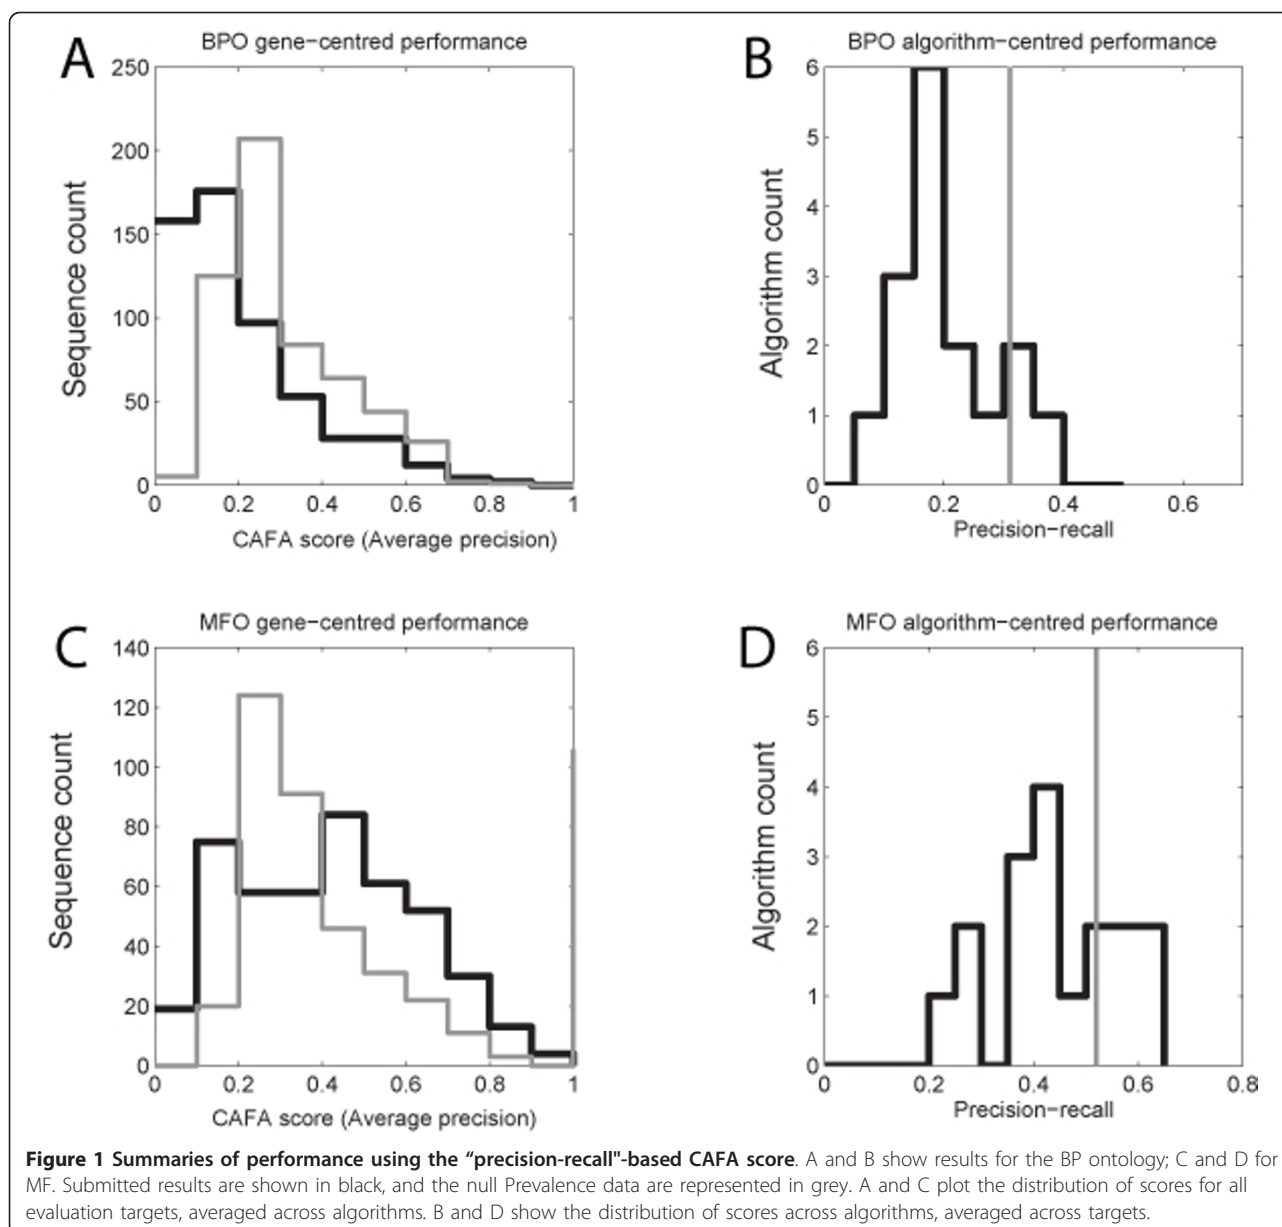 A
BPO gene-centred performance
250
200
150
100
50
0
Sequence count
0 0.2 0.4 0.6 0.8 1
CAFA score (Average precision)
B
BPO algorithm-centred performance
6
5
4
3
2
1
0
Algorithm count
0 0.2 0.4 0.6
Precision-recall
C
MFO gene-centred performance
140
120
100
80
60
40
20
0
Sequence count
0 0.2 0.4 0.6 0.8 1
CAFA score (Average precision)
D
MFO algorithm-centred performance
6
5
4
3
2
1
0
Algorithm count
0 0.2 0.4 0.6 0.8
Precision-recall
Figure 1 Summaries of performance using the “precision-recall"-based CAFA score. A and B show results for the BP ontology; C and D for
MF. Submitted results are shown in black, and the null Prevalence data are represented in grey. A and C plot the distribution of scores for all
evaluation targets, averaged across algorithms. B and D show the distribution of scores across algorithms, averaged across targets.